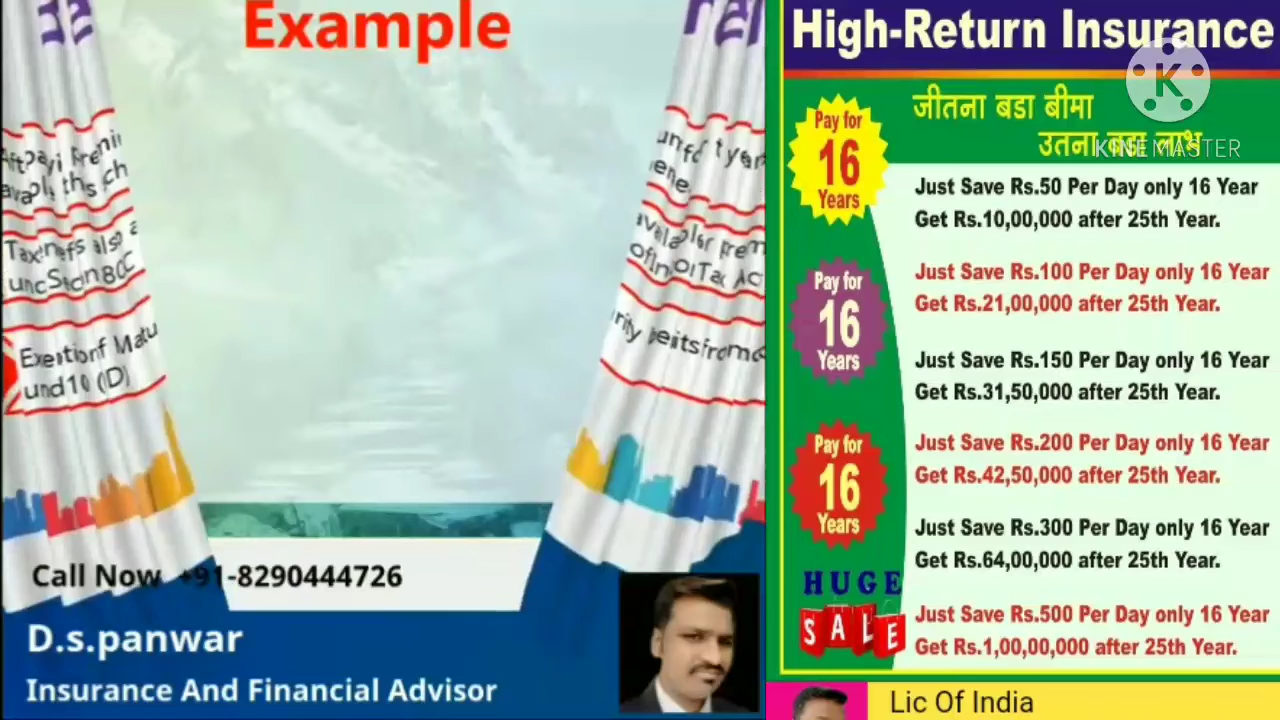 Example
Call Now +91-8290444726
D.s.panwar
Insurance And Financial Advisor
High-Return Insurance
जीतना बडा बीमा
उतना बडा लाभ
KINEMASTER
Pay for
16
Years
Just Save Rs.50 Per Day only 16 Year
Get Rs.10,00,000 after 25th Year.
Just Save Rs.100 Per Day only 16 Year
Get Rs.21,00,000 after 25th Year.
Pay for
16
Years
Just Save Rs.150 Per Day only 16 Year
Get Rs.31,50,000 after 25th Year.
Just Save Rs.200 Per Day only 16 Year
Get Rs.42,50,000 after 25th Year.
Pay for
16
Years
Just Save Rs.300 Per Day only 16 Year
Get Rs.64,00,000 after 25th Year.
HUGE
SALE
Just Save Rs.500 Per Day only 16 Year
Get Rs.1,00,00,000 after 25th Year.
Lic Of India